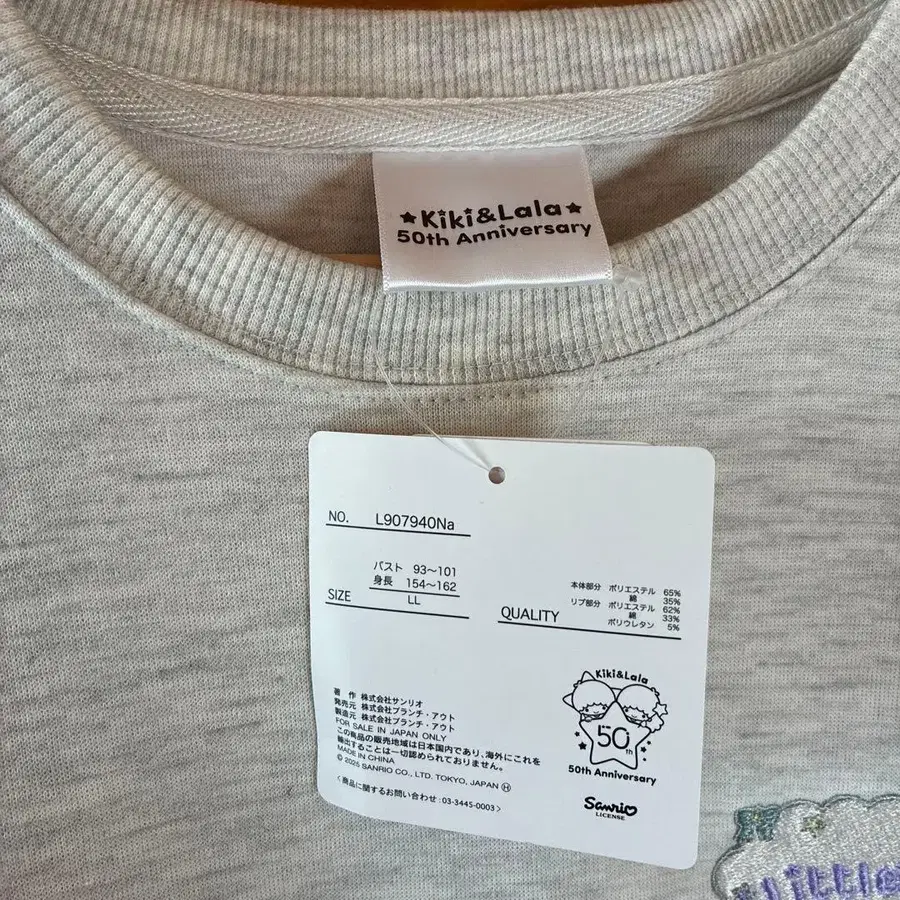 ★Kiki&Lala★
50th Anniversary
NO. L907940Na
バスト 93～101
身長 154～162
SIZE LL
QUALITY
本体部分 ポリエステル 65%
綿 35%
リブ部分 ポリエステル 62%
綿 33%
ポリウレタン 5%
著 作 株式会社サンリオ
発売元 株式会社ブランチ・アウト
製造元 株式会社ブランチ・アウト
FOR SALE IN JAPAN ONLY
この商品の販売地域は日本国内であり、海外にこれを
輸出することは一切認められておりません。
MADE IN CHINA
© 2025 SANRIO CO., LTD. TOKYO, JAPAN Ⓗ
〈商品に関するお問い合わせ:03-3445-0003〉
Kiki&Lala
50th
50th Anniversary
Sanrio
LICENSE
Little